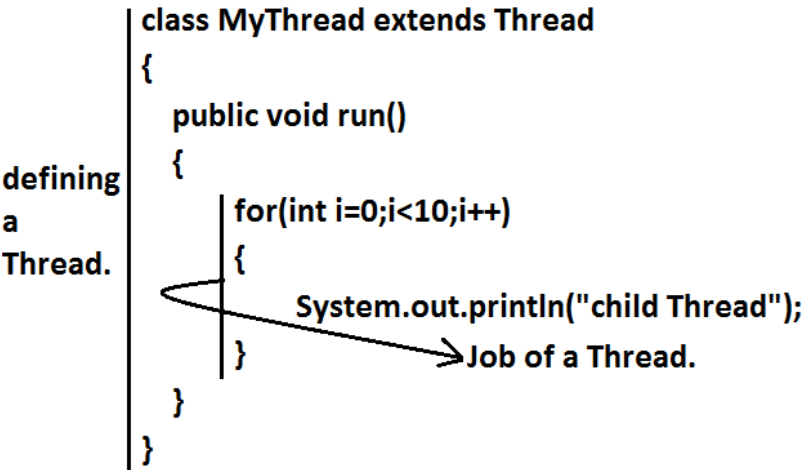 class MyThread extends Thread
{
public void run()
{
defining
a
Thread.
for(int i=0;i<10;i++)
{
System.out.println("child Thread");
}
Job of a Thread.
}
}